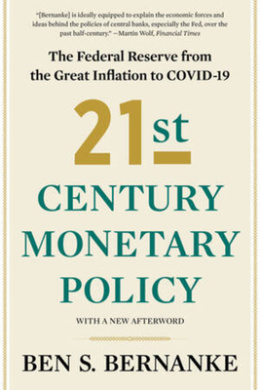 "[Bernanke] is ideally equipped to explain the economic forces and
ideas behind the policies of central banks, especially the Fed, over the
past half-century." —Martin Wolf, Financial Times
The Federal Reserve from
the Great Inflation to COVID-19
21st
CENTURY
MONETARY
POLICY
WITH A NEW AFTERWORD
BEN S. BERNANKE